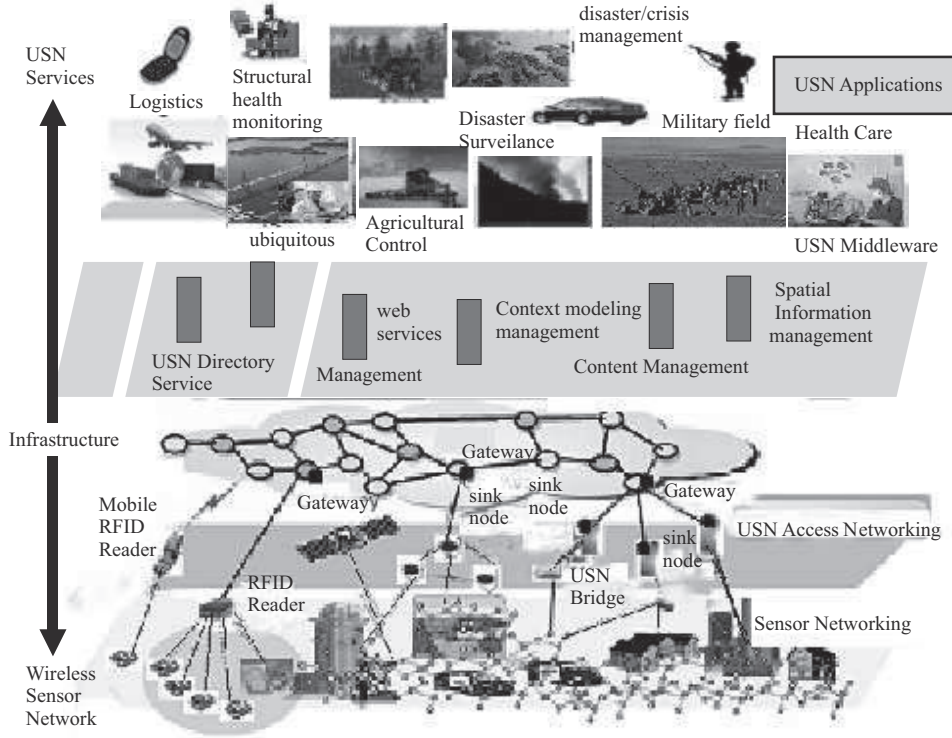 disaster/crisis
management
USN
Services
Structural
health
monitoring
USN Applications
Logistics
Disaster
Surveilance
Military field
Health Care
Agricultural
Control
ubiquitous
USN Middleware
web
services
Context modeling
management
Spatial
Information
management
USN Directory
Service
Management
Content Management
Infrastructure
Gateway
Gateway
Gateway
sink
node
sink
node
Mobile
RFID
Reader
USN Access Networking
sink
node
RFID
Reader
USN
Bridge
Sensor Networking
Wireless
Sensor
Network